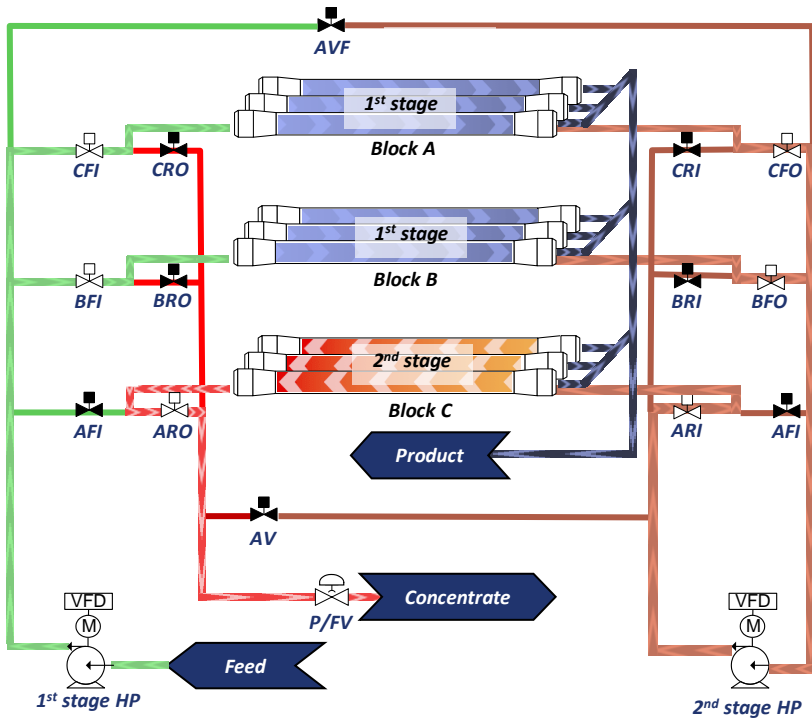 AVF
1st stage
Block A
CFI
CRO
CRI
CFO
1st stage
Block B
BFI
BRO
BRI
BFO
2nd stage
Block C
AFI
ARO
ARI
AFI
Product
AV
Concentrate
P/FV
VFD
M
Feed
1st stage HP
VFD
M
2nd stage HP